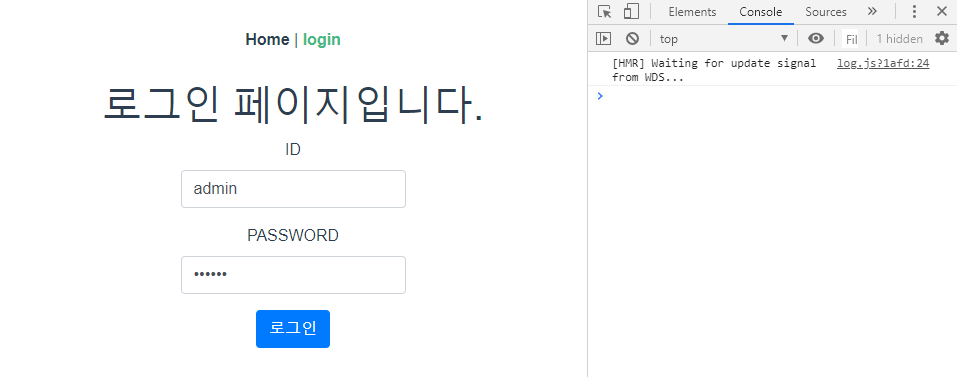 Home | login
로그인 페이지입니다.
ID
admin
PASSWORD
••••••
로그인
Elements Console Sources »
top Fil 1 hidden
[HMR] Waiting for update signal log.js?1afd:24
from WDS...